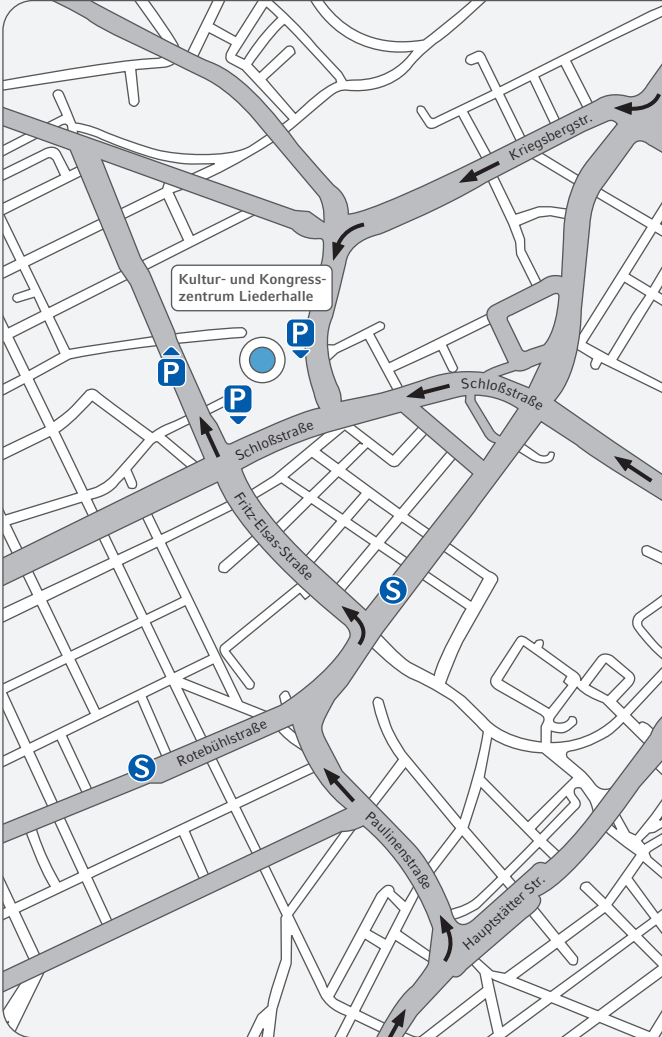 Kriegsbergstr.
Kultur- und Kongress-
zentrum Liederhalle
P
P
P
Schloßstraße
Schloßstraße
Fritz-Elsas-Straße
S
Rotebühlstraße
S
Paulinenstraße
Hauptstätter Str.